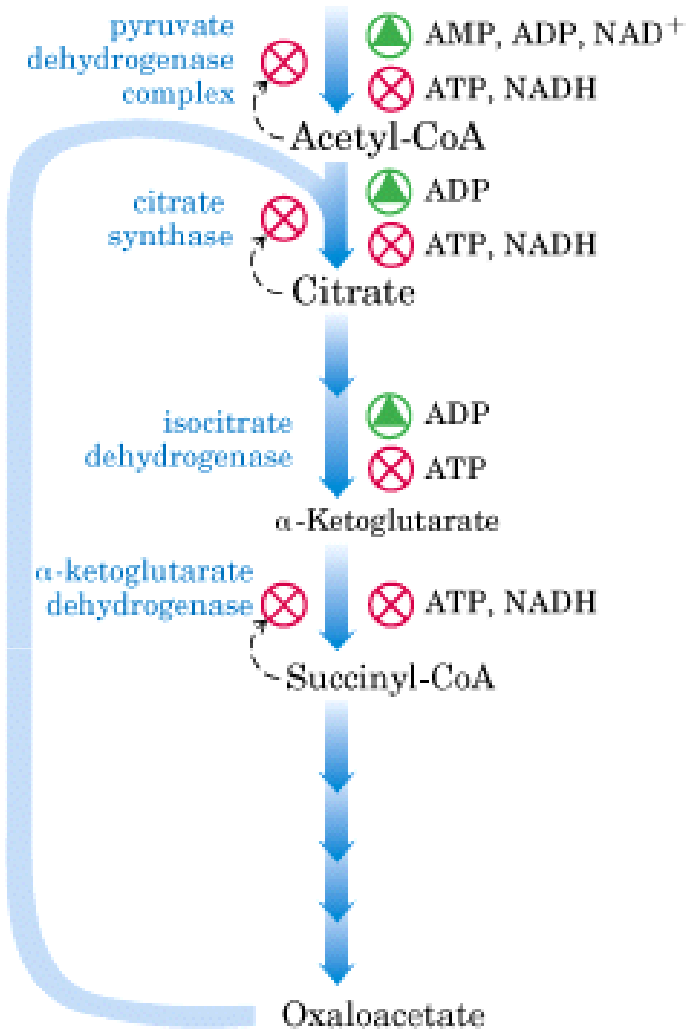 pyruvate
dehydrogenase
complex
AMP, ADP, NAD+
ATP, NADH
Acetyl-CoA
citrate
synthase
ADP
ATP, NADH
Citrate
isocitrate
dehydrogenase
ADP
ATP
α-Ketoglutarate
α-ketoglutarate
dehydrogenase
ATP, NADH
Succinyl-CoA
Oxaloacetate